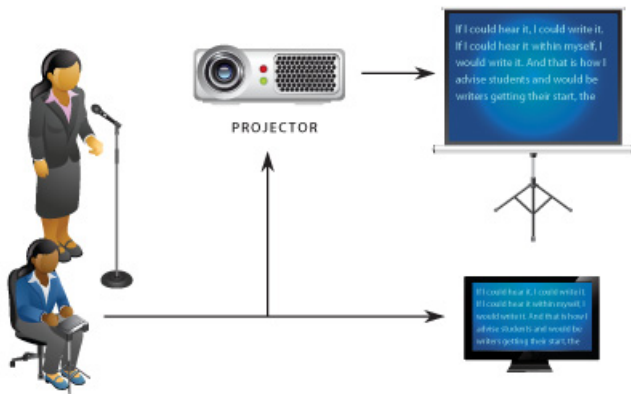 If I could hear it, I could write it,
If I could hear it within myself, I
would write it. And that is how I
advise students and would be
writers getting their start, the
PROJECTOR
If I could hear it, I could write it,
If I could hear it within myself, I
would write it. And that is how I
advise students and would be
writers getting their start, the